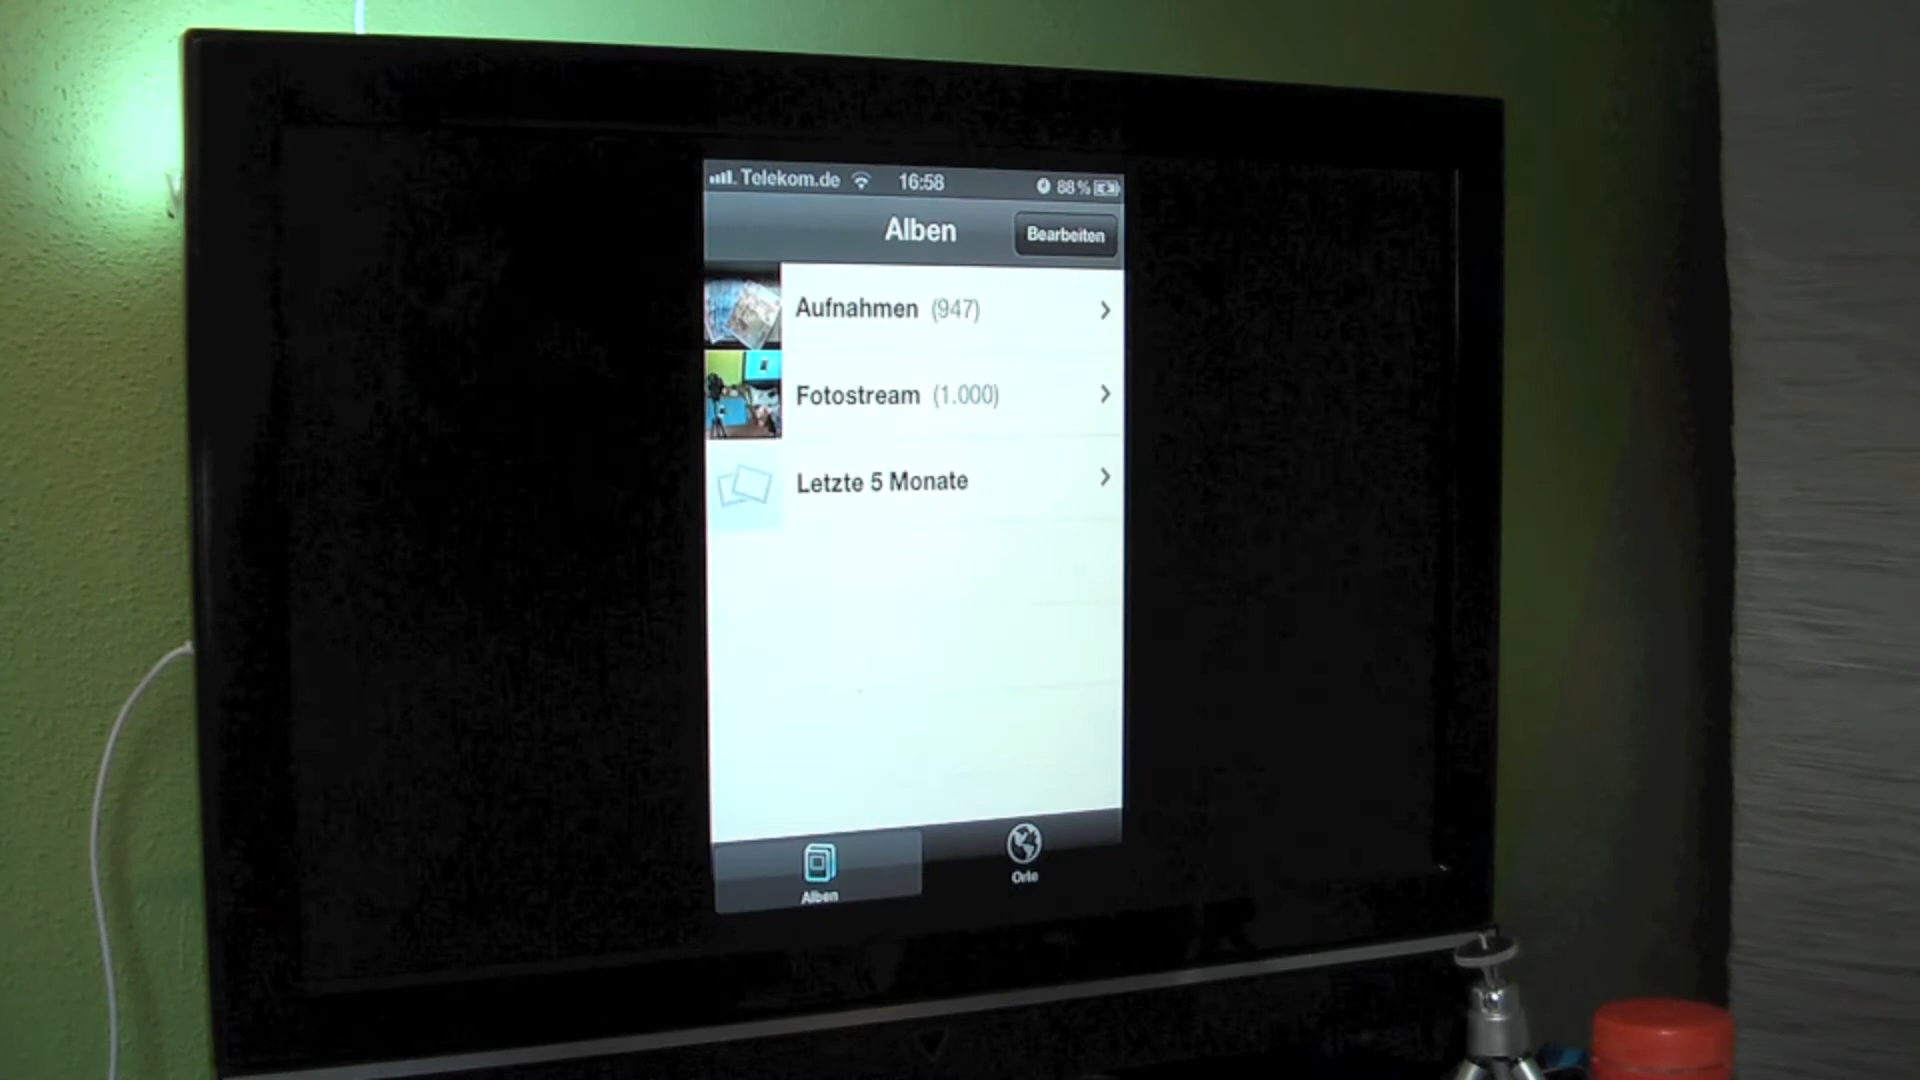 Telekom.de 16:58 88 %
Alben Bearbeiten
Aufnahmen (947)
Fotostream (1.000)
Letzte 5 Monate
Alben Orte